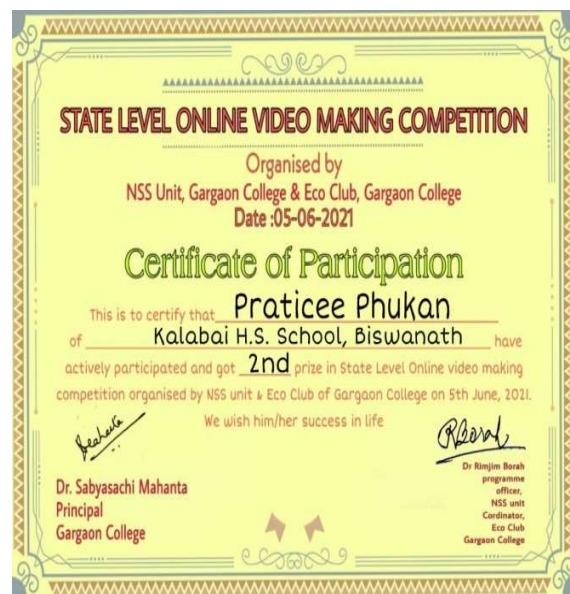 STATE LEVEL ONLINE VIDEO MAKING COMPETITION
Organised by
NSS Unit, Gargaon College & Eco Club, Gargaon College
Date :05-06-2021
Certificate of Participation
This is to certify that Praticee Phukan
of Kalabai H.S. School, Biswanath have
actively participated and got 2nd prize in State Level Online video making
competition organised by NSS unit & Eco Club of Gargaon College on 5th June, 2021.
We wish him/her success in life
RBorah
Dr. Sabyasachi Mahanta
Principal
Gargaon College
Dr Rimjim Borah
programme
officer,
NSS unit
Cordinator,
Eco Club
Gargaon College